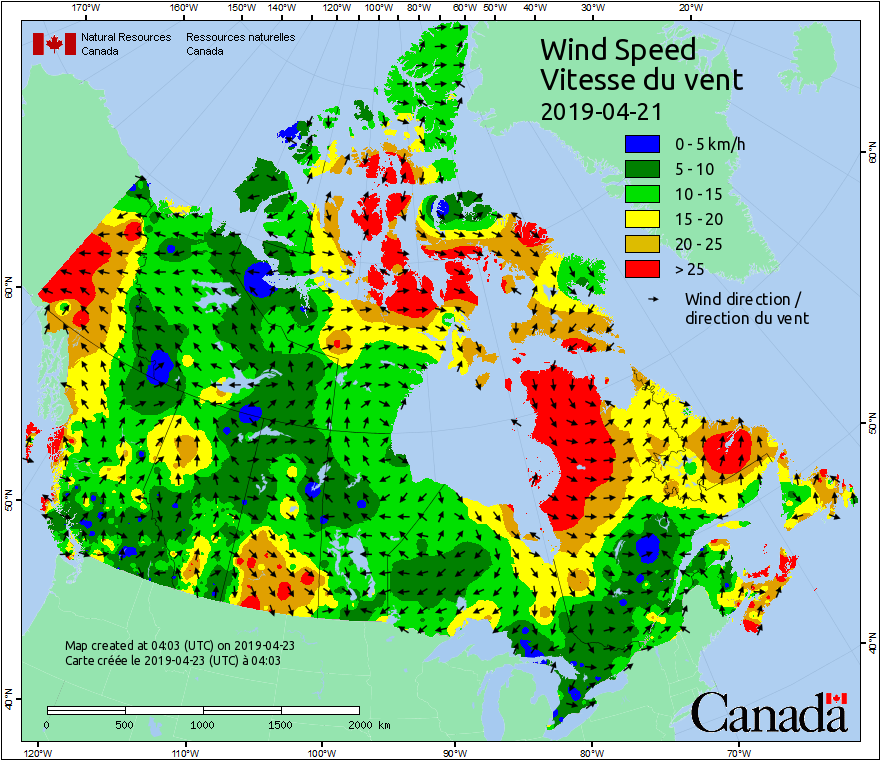 170°W 160°W 150°W 140°W 120°W 100°W 80°W 60°W 50°W 40°W 30°W 20°W
Natural Resources Ressources naturelles
Canada Canada
Wind Speed
Vitesse du vent
2019-04-21
0 - 5 km/h
5 - 10
10 - 15
15 - 20
20 - 25
> 25
Wind direction /
direction du vent
60°N
60°N
50°N
50°N
40°N
40°N
Map created at 04:03 (UTC) on 2019-04-23
Carte créée le 2019-04-23 (UTC) à 04:03
0 500 1000 1500 2000 km
Canada
120°W 110°W 100°W 90°W 80°W 70°W